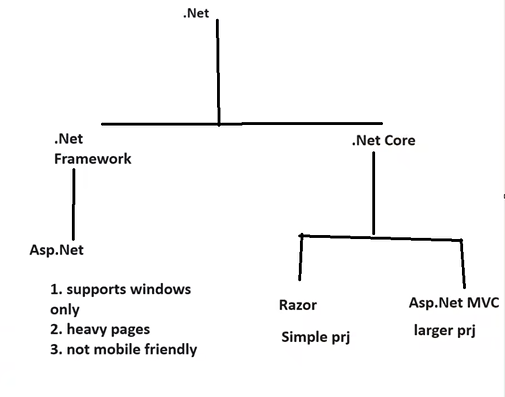 .Net
.Net
Framework
.Net Core
Asp.Net
1. supports windows
only
2. heavy pages
3. not mobile friendly
Razor
Simple prj
Asp.Net MVC
larger prj